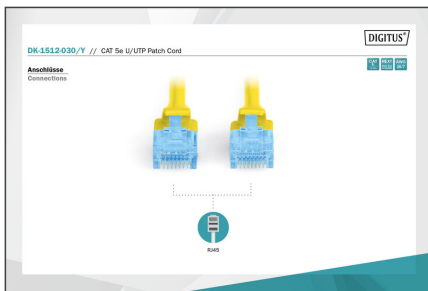 DIGITUS®
DK-1512-030/Y // CAT 5e U/UTP Patch Cord
Anschlüsse
Connections
RJ45